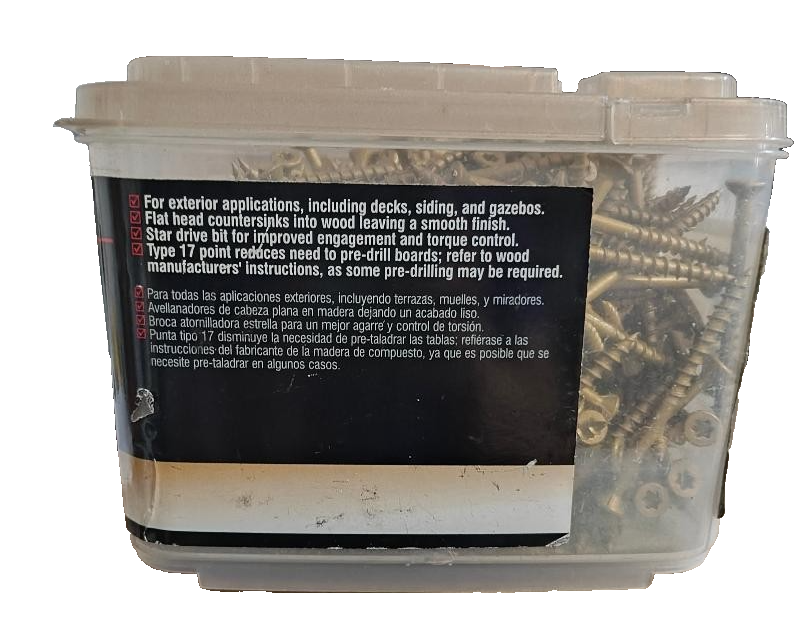 For exterior applications, including decks, siding, and gazebos.
Flat head countersinks into wood leaving a smooth finish.
Star drive bit for improved engagement and torque control.
Type 17 point reduces need to pre-drill boards; refer to wood
manufacturers' instructions, as some pre-drilling may be required.
Para todas las aplicaciones exteriores, incluyendo terrazas, muelles, y miradores.
Avellanadores de cabeza plana en madera dejando un acabado liso.
Broca atornilladora estrella para un mejor agarre y control de torsión.
Punta tipo 17 disminuye la necesidad de pre-taladrar las tablas; refiérase a las
instrucciones del fabricante de la madera de compuesto, ya que es posible que se
necesite pre-taladrar en algunos casos.